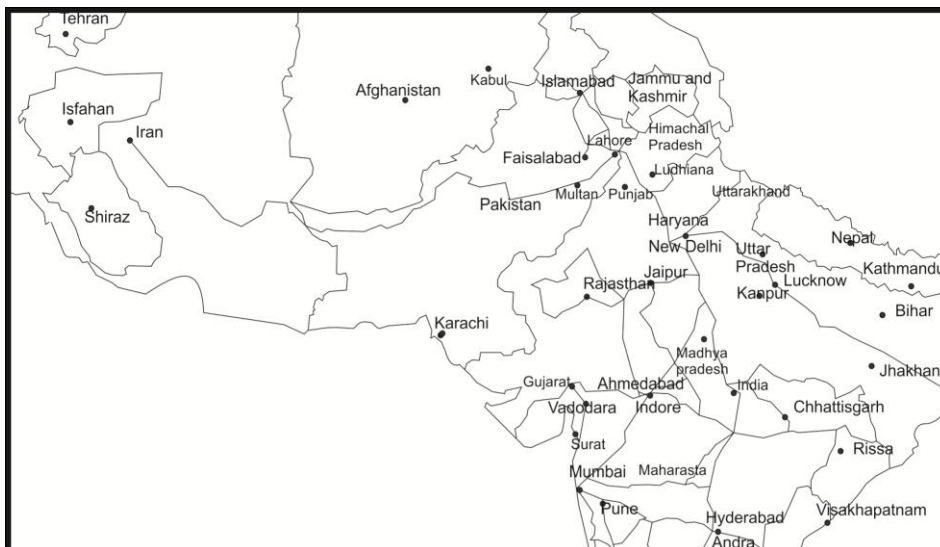 Tehran
Kabul
Afghanistan
Islamabad
Jammu and
Kashmir
Isfahan
Iran
Himachal
Pradesh
Lahore
Faisalabad
Ludhiana
Multan
Punjab
Uttarakhand
Pakistan
Shiraz
Haryana
New Delhi
Uttar
Pradesh
Nepal
Kathmandu
Jaipur
Rajasthan
Lucknow
Kanpur
Bihar
Karachi
Madhya
pradesh
Jhakhan
Gujarat
Ahmedabad
India
Vadodara
Indore
Chhattisgarh
Surat
Rissa
Mumbai
Maharasta
Pune
Hyderabad
Visakhapatnam
Andra